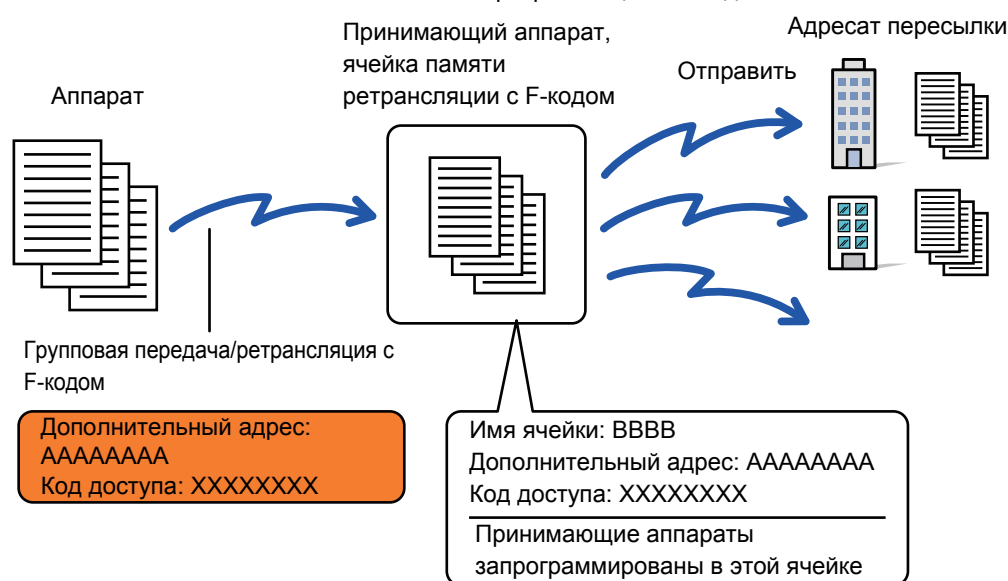 Принимающий аппарат,
ячейка памяти
ретрансляции с F-кодом
Адресат пересылки
Отправить
Аппарат
Групповая передача/ретрансляция с
F-кодом
Дополнительный адрес:
AAAAAAAA
Код доступа: XXXXXXXX
Имя ячейки: BBBB
Дополнительный адрес: AAAAAAAA
Код доступа: XXXXXXXX
Принимающие аппараты
запрограммированы в этой ячейке